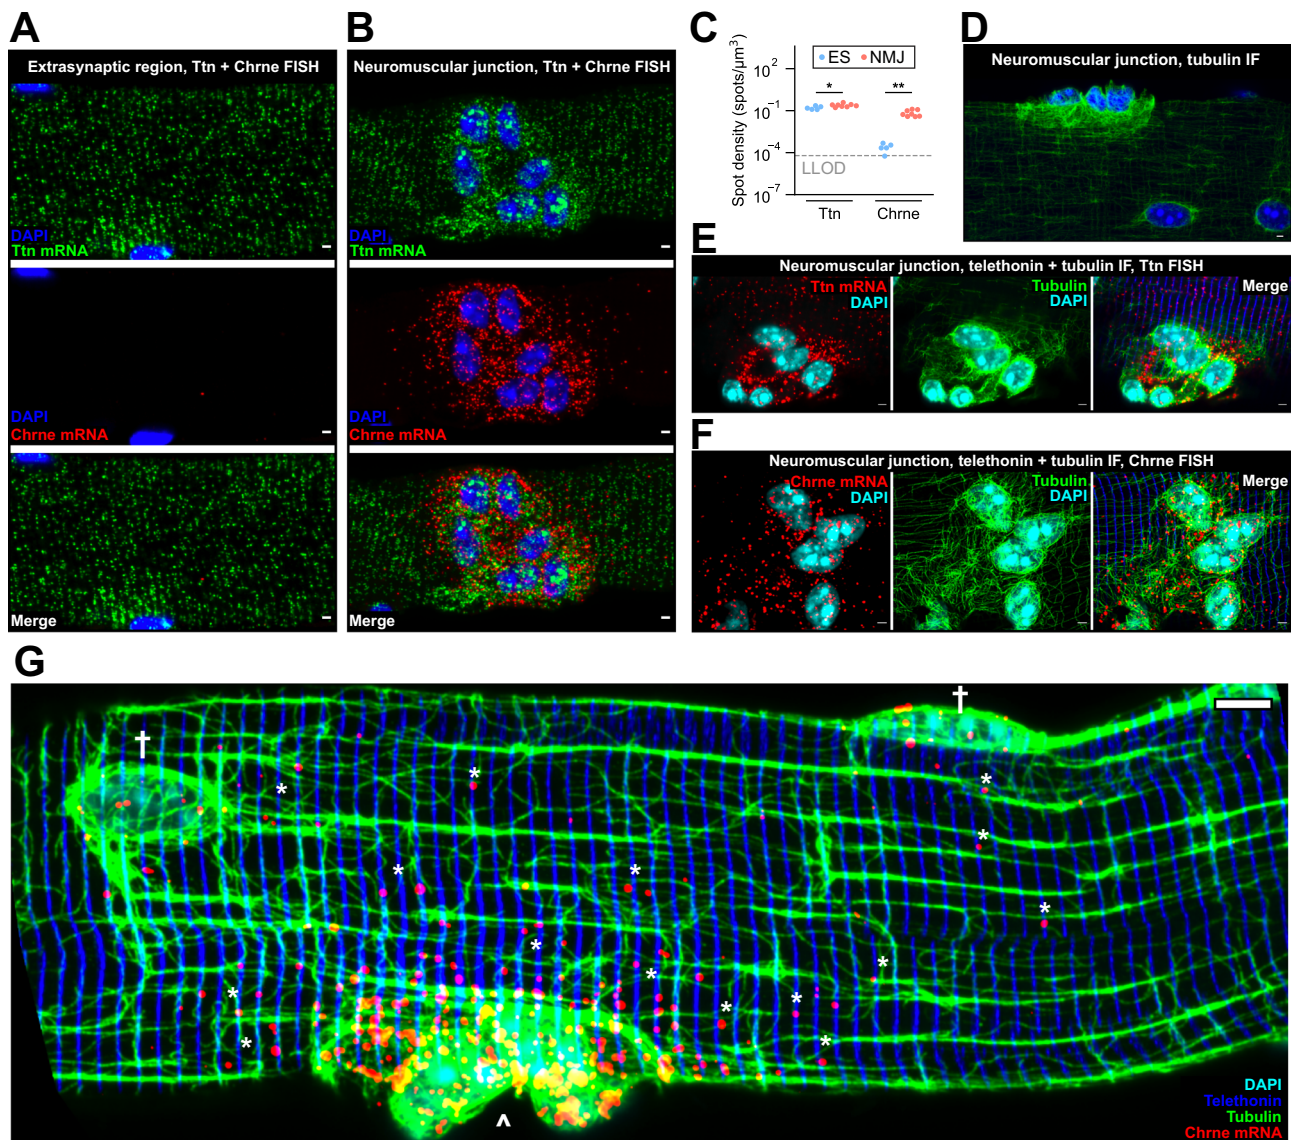 A
Extrasynaptic region, Ttn + Chrne FISH
DAPI
Ttn mRNA
DAPI
Chrne mRNA
Merge
B
Neuromuscular junction, Ttn + Chrne FISH
DAPI
Ttn mRNA
DAPI
Chrne mRNA
Merge
C
Spot density (spots/μm³)
ES NMJ
10²
10⁻¹
10⁻⁴
10⁻⁷
* **
LLOD
Ttn Chrne
D
Neuromuscular junction, tubulin IF
E
Neuromuscular junction, telethonin + tubulin IF, Ttn FISH
Ttn mRNA
DAPI
Tubulin
DAPI
Merge
F
Neuromuscular junction, telethonin + tubulin IF, Chrne FISH
Chrne mRNA
DAPI
Tubulin
DAPI
Merge
G
† †
* * * * * * * * * * * * * * *
^
DAPI
Telethonin
Tubulin
Chrne mRNA